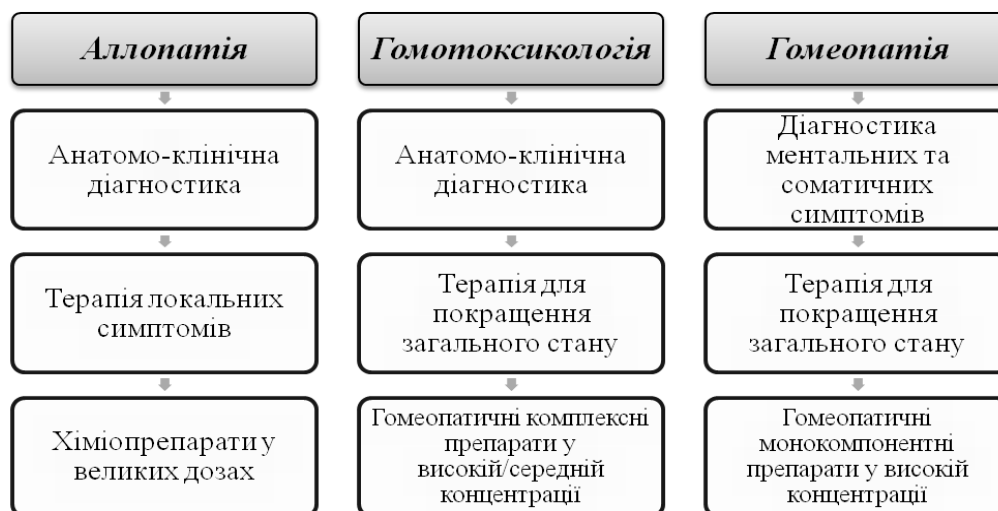 Аллопатія
Анатомо-клінічна
діагностика
Терапія локальних
симптомів
Хіміопрепарати у
великих дозах
Гомотоксикологія
Анатомо-клінічна
діагностика
Терапія для
покращення
загального стану
Гомеопатичні комплексні
препарати у
високій/середній
концентрації
Гомеопатія
Діагностика
ментальних та
соматичних
симптомів
Терапія для
покращення
загального стану
Гомеопатичні
монокомпонентні
препарати у високій
концентрації